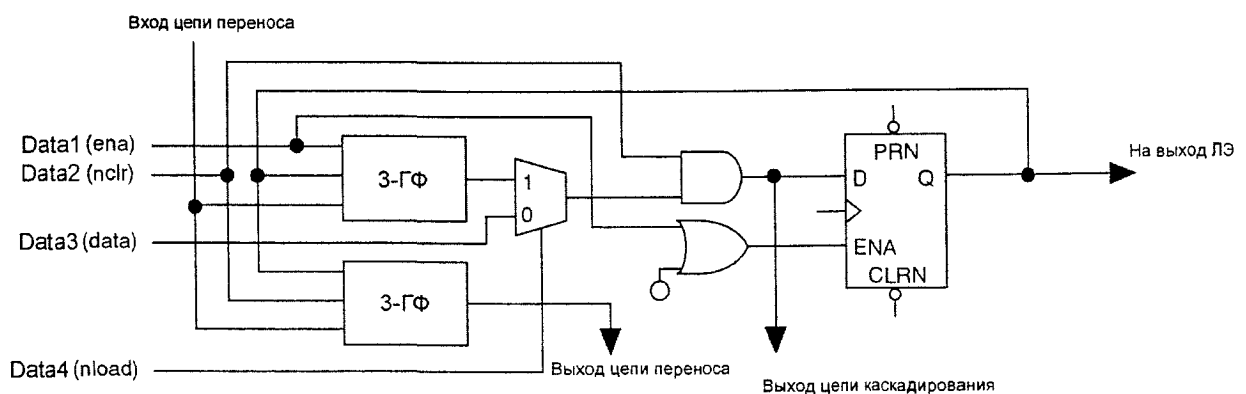 Вход цепи переноса
Data1 (ena)
Data2 (nclr)
Data3 (data)
Data4 (nload)
3-ГФ
3-ГФ
1
0
PRN
D
Q
ENA
CLRN
На выход ЛЭ
Выход цепи переноса
Выход цепи каскадирования